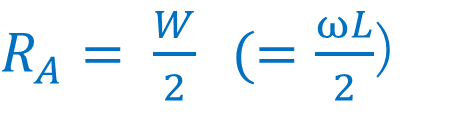 R_A = W/2 (= ωL/2)